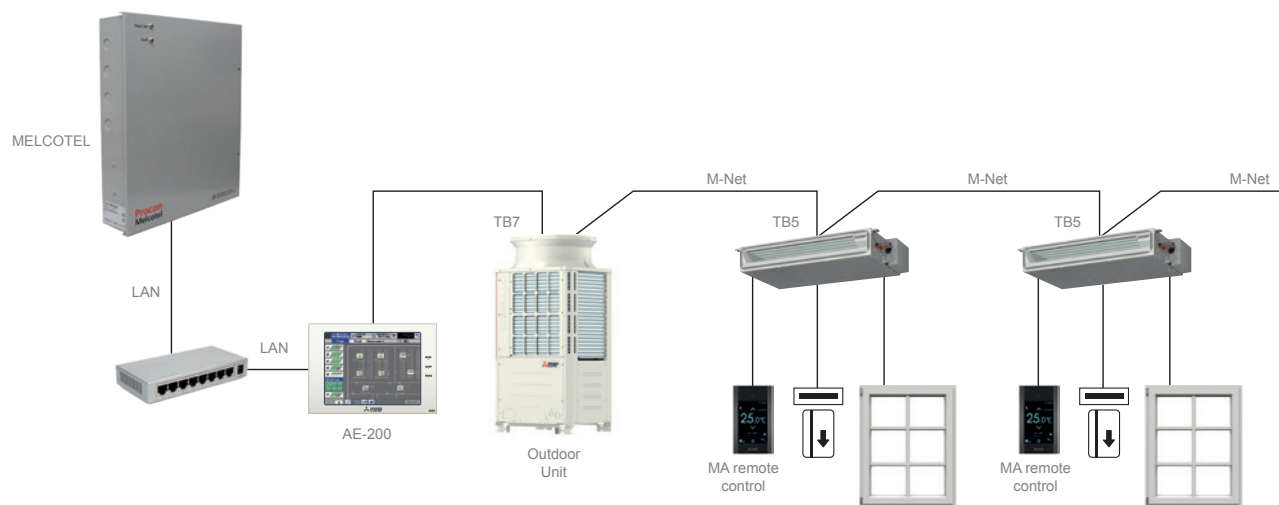 MELCOTEL
Procon
Melcotel
LAN
LAN
AE-200
TB7
Outdoor
Unit
M-Net
TB5
M-Net
TB5
M-Net
25.0°C
MA remote
control
25.0°C
MA remote
control